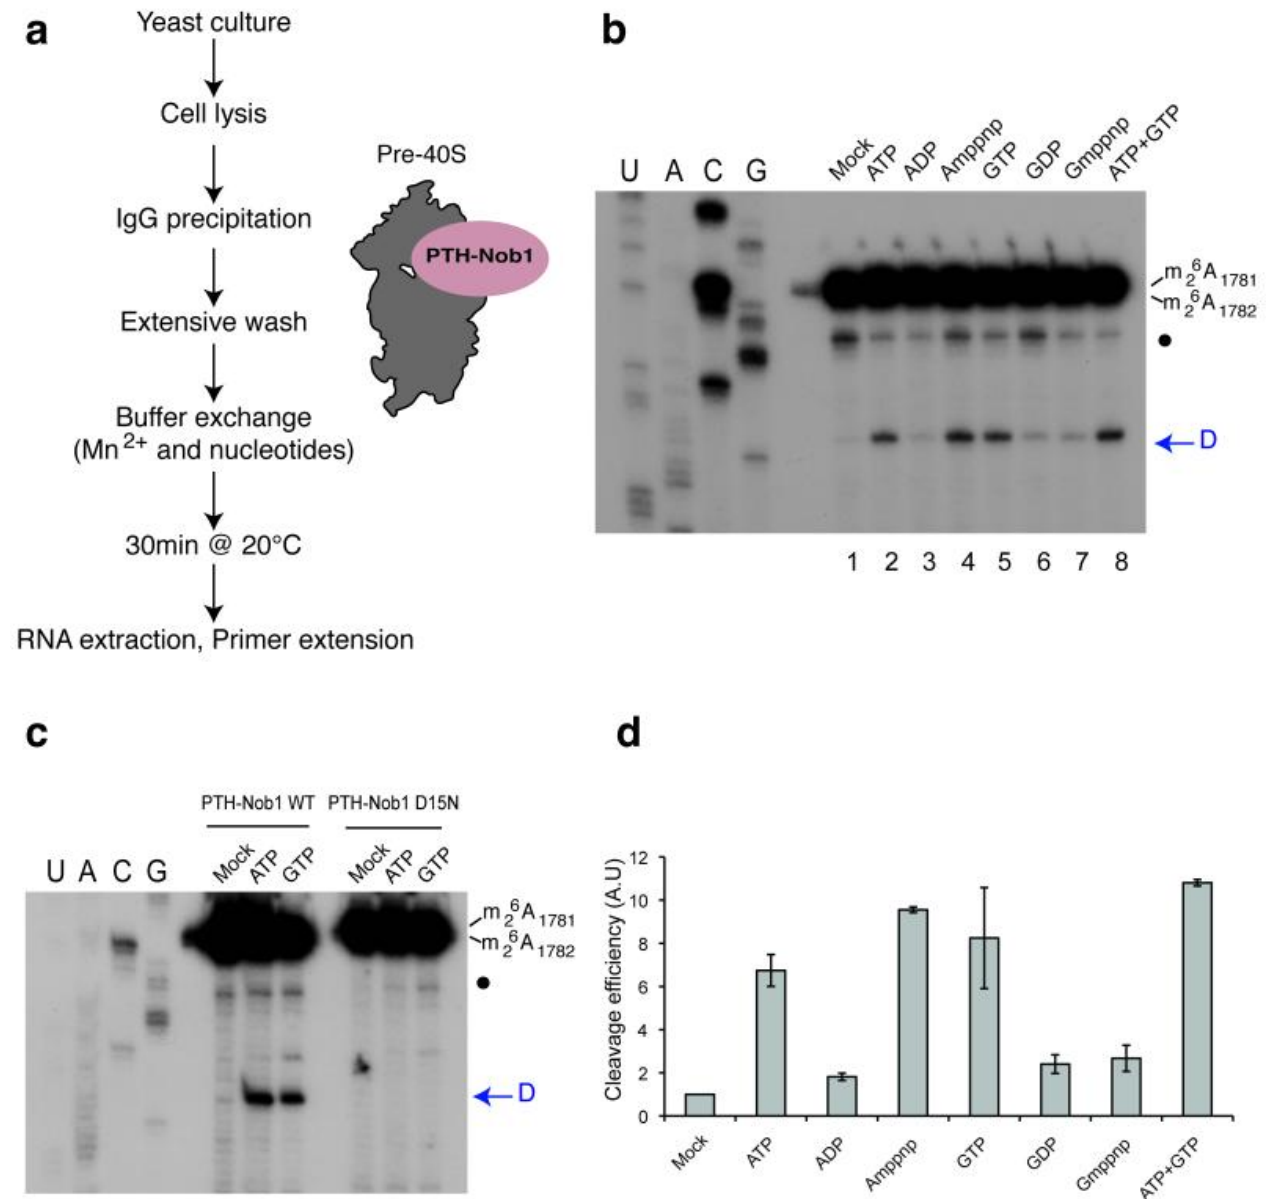 a
Yeast culture
Cell lysis
IgG precipitation
Extensive wash
Buffer exchange
(Mn2+ and nucleotides)
30min @ 20°C
RNA extraction, Primer extension
Pre-40S
PTH-Nob1
b
U A C G Mock ATP ADP Amppnp GTP GDP Gmppnp ATP+GTP
m26A1781
m26A1782
D
1 2 3 4 5 6 7 8
c
PTH-Nob1 WT PTH-Nob1 D15N
U A C G Mock ATP GTP Mock ATP GTP
m26A1781
m26A1782
D
d
Cleavage efficiency (A.U)
12
10
8
6
4
2
0
Mock ATP ADP Amppnp GTP GDP Gmppnp ATP+GTP